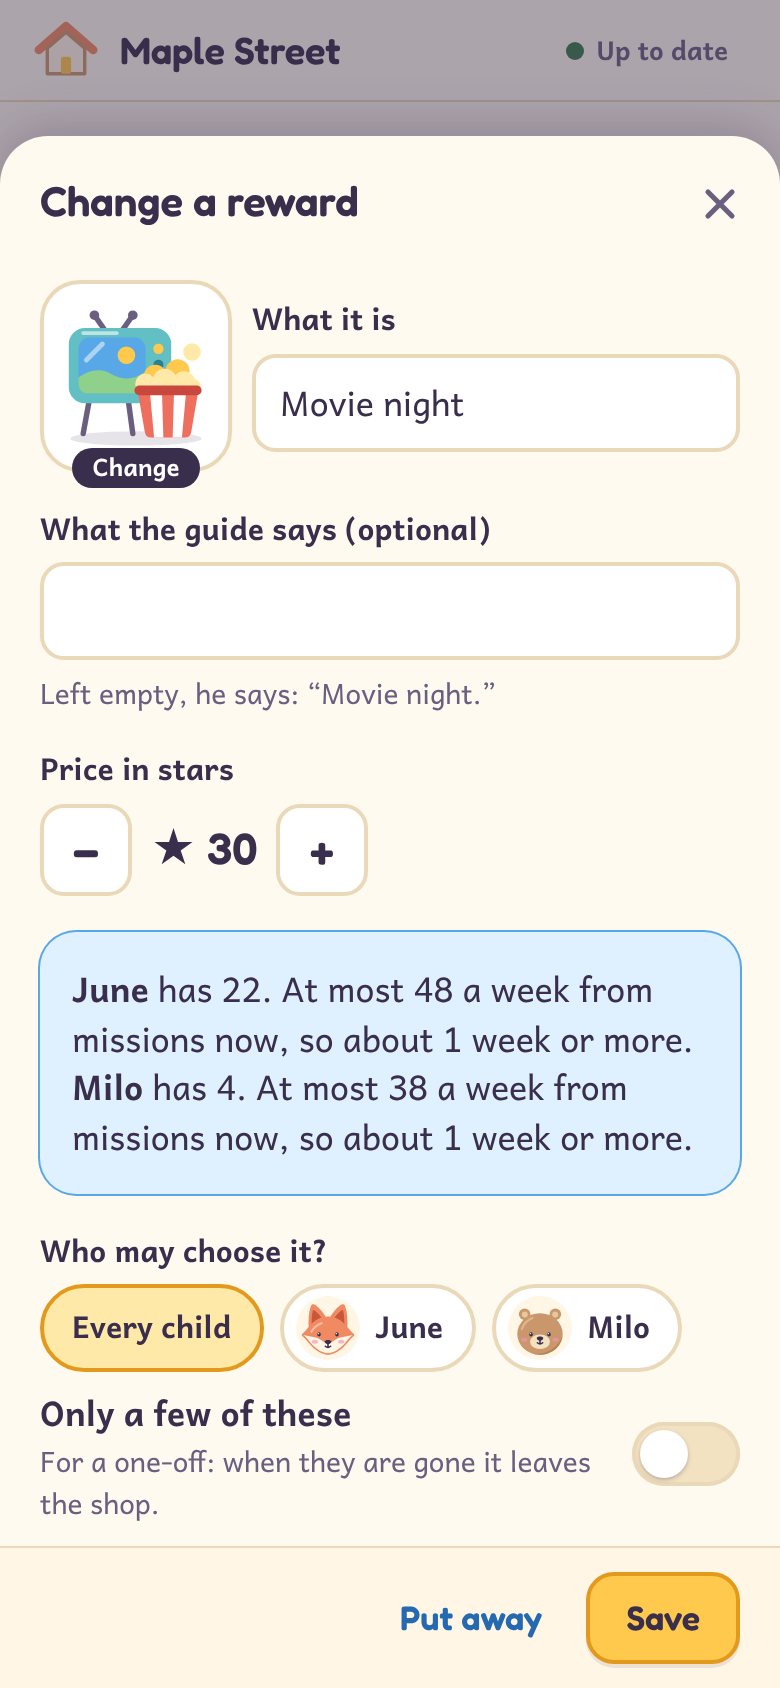 Maple Street
Up to date
Change a reward
What it is
Movie night
Change
What the guide says (optional)
Left empty, he says: “Movie night.”
Price in stars
− ★ 30 +
June has 22. At most 48 a week from
missions now, so about 1 week or more.
Milo has 4. At most 38 a week from
missions now, so about 1 week or more.
Who may choose it?
Every child
June
Milo
Only a few of these
For a one-off: when they are gone it leaves
the shop.
Put away
Save